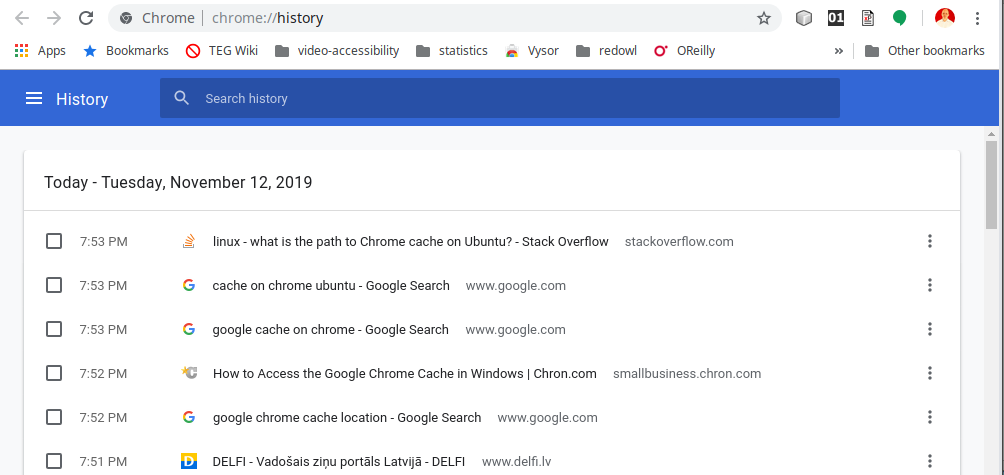 Chrome | chrome://history
01
Apps Bookmarks TEG Wiki video-accessibility statistics Vysor redowl OReilly » Other bookmarks
History Search history
Today - Tuesday, November 12, 2019
7:53 PM linux - what is the path to Chrome cache on Ubuntu? - Stack Overflow stackoverflow.com
7:53 PM cache on chrome ubuntu - Google Search www.google.com
7:53 PM google cache on chrome - Google Search www.google.com
7:52 PM How to Access the Google Chrome Cache in Windows | Chron.com smallbusiness.chron.com
7:52 PM google chrome cache location - Google Search www.google.com
7:51 PM D DELFI - Vadošais ziņu portāls Latvijā - DELFI www.delfi.lv